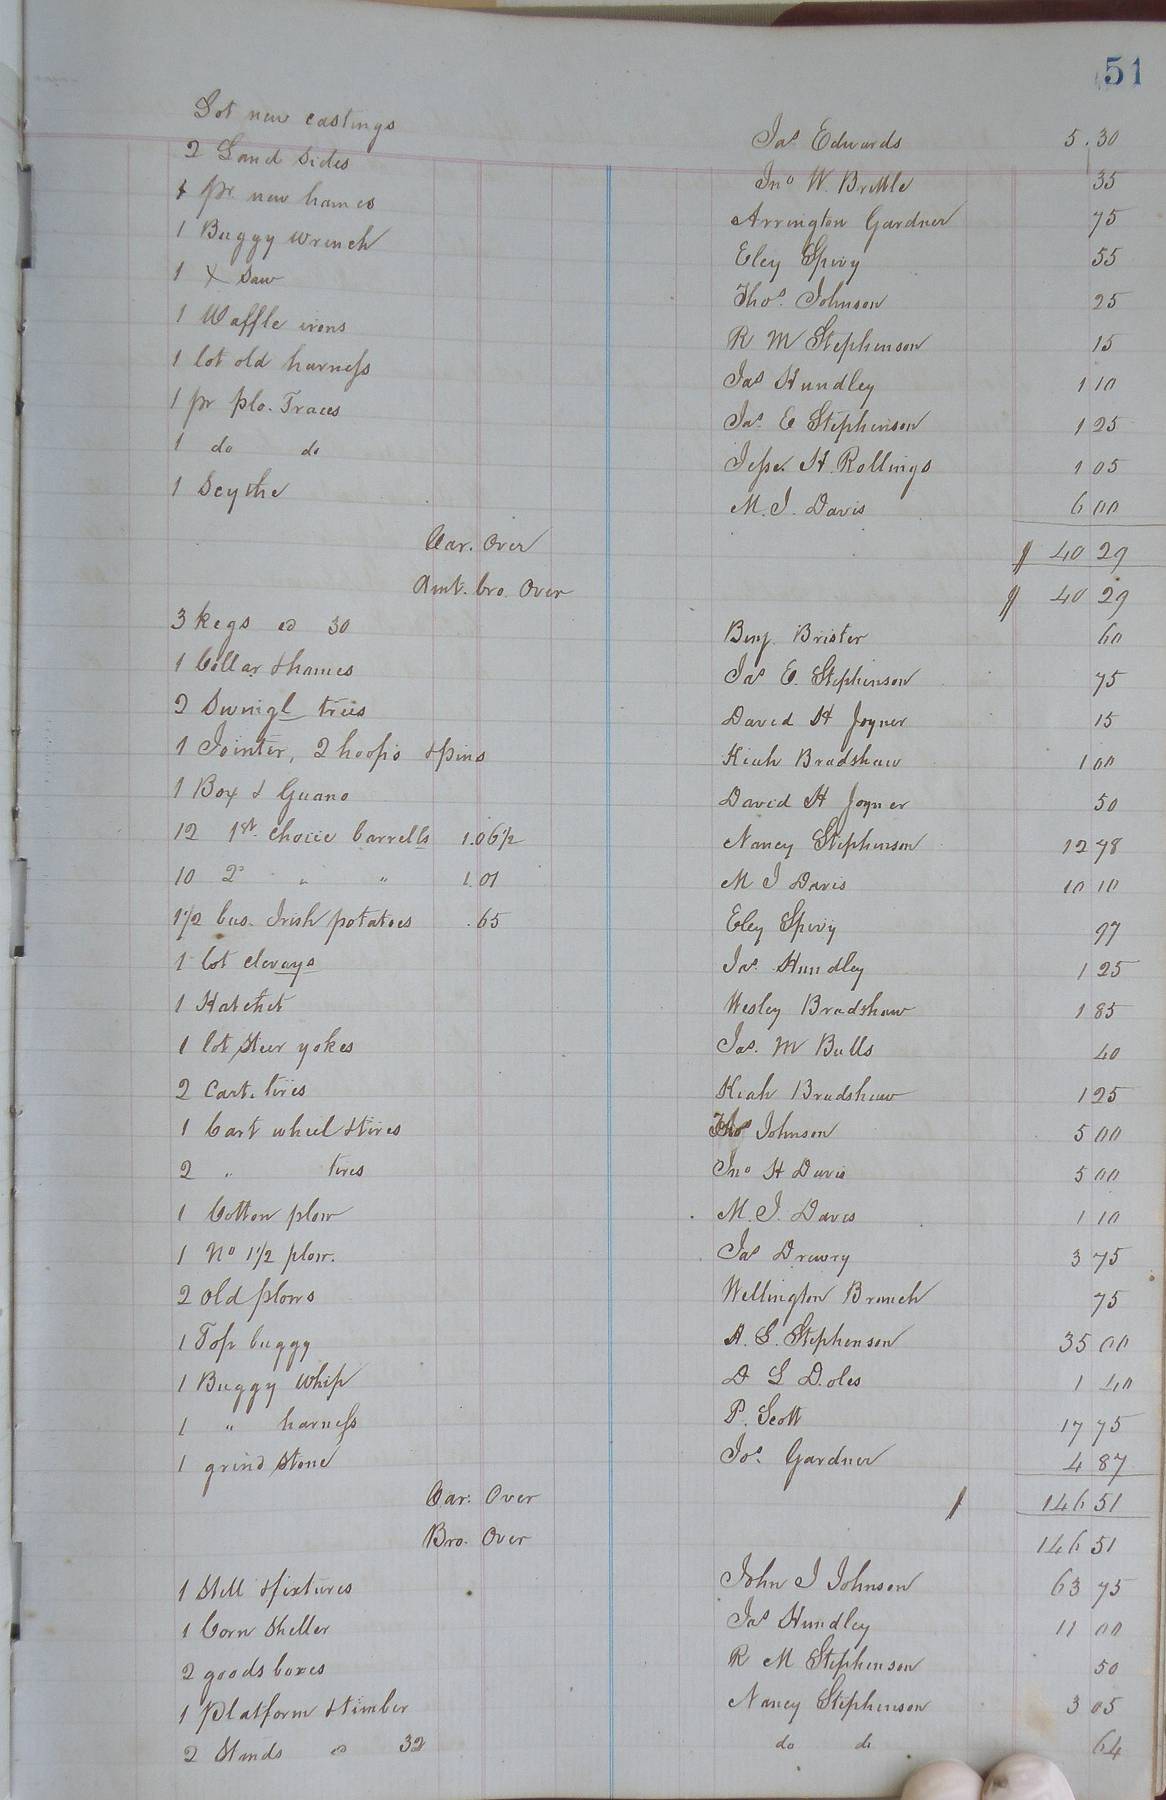 51
Lot new castings Jas Edwards 5.30
2 Land Sides Jno W. Brittle 35
1 pr new hames Arrington Gardner 75
1 Buggy wrench Eley Spivy 55
1 X Saw Thos. Johnson 25
1 Waffle irons R M Stephenson 15
1 lot old harness Jas Hundley 1 10
1 pr plo. Traces Jas. E Stephenson 1 25
1 do do Jesse. H. Rollings 1 05
1 Scythe M. J. Davis 6 00
Car. Over $ 40 29
Amt. bro. Over $ 40 29
3 kegs @ 30 Benj. Brister 60
1 Collar & hames Jas E. Stephenson 75
2 Swingl trees David H Joyner 15
1 Jointer, 2 hoops & pins Kiah Bradshaw 1 00
1 Box & Guano David H Joyner 50
12 1st. choice barrells 1.06 1/2 Nancy Stephenson 12 78
10 2d " " 1.01 M J Davis 10 10
1 1/2 bus. Irish potatoes .65 Eley Spivy 97
1 lot clevays Jas. Hundley 1 25
1 Hatchet Wesley Bradshaw 1 85
1 lot Steer yokes Jas. M Bulls 40
2 Cart. tires Kiah Bradshaw 1 25
1 Cart wheel & tires Thos Johnson 5 00
2 " tires Jno H Davis 5 00
1 Cotton plow M. J. Davis 1 10
1 No 1 1/2 plow. Jas Drewry 3 75
2 old plows Wellington Branch 75
1 Top buggy A. S. Stephenson 35 00
1 Buggy Whip D S Doles 1 40
1 " harness P. Scott 17 75
1 grind Stone Jos. Gardner 4 87
Car. Over $ 146 51
Bro. Over 146 51
1 Still & fixtures John J Johnson 63 75
1 Corn Sheller Jas Hundley 11 00
2 goods boxes R M Stephenson 50
1 Platform & timber Nancy Stephenson 3 05
2 Stands @ 32 do do 64